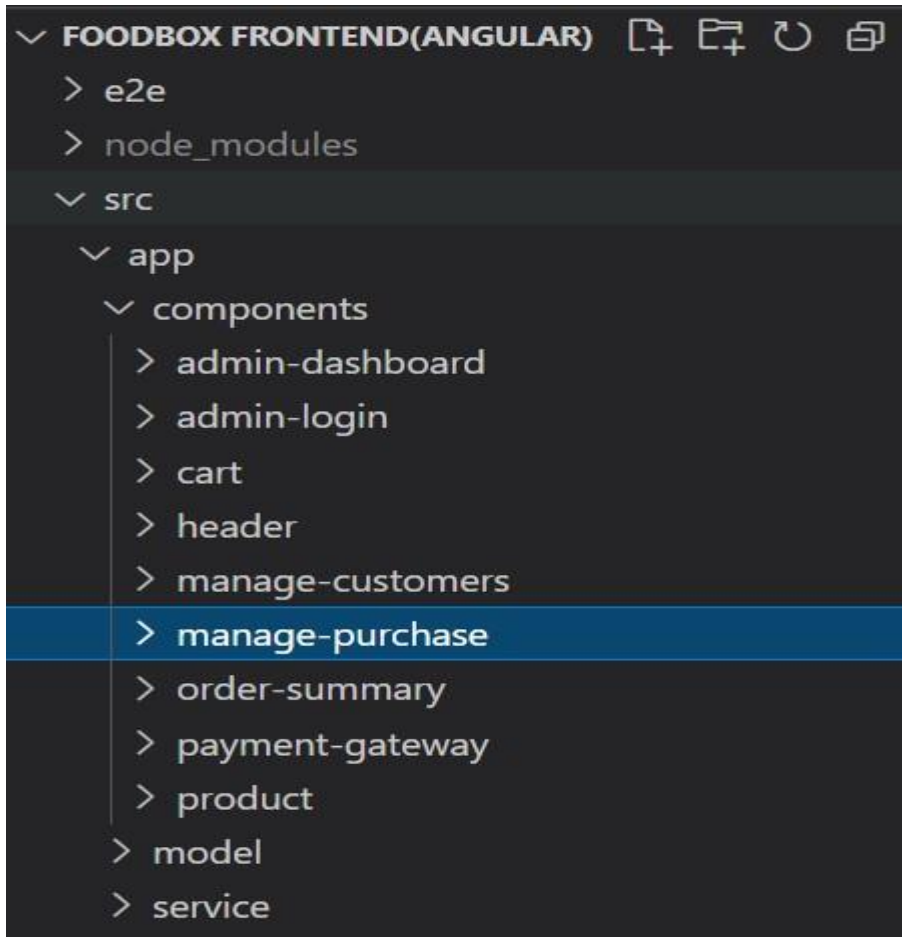 FOODBOX FRONTEND(ANGULAR)
e2e
node_modules
src
app
components
admin-dashboard
admin-login
cart
header
manage-customers
manage-purchase
order-summary
payment-gateway
product
model
service